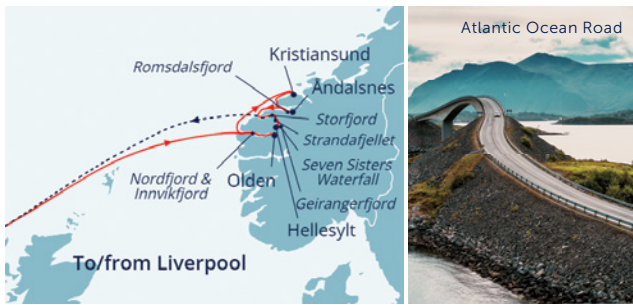 Kristiansund
Romsdalsfjord
Åndalsnes
Storfjord
Strandafjellet
Seven Sisters
Waterfall
Nordfjord &
Innvikfjord
Olden
Geirangerfjord
Hellesylt
To/from Liverpool
Atlantic Ocean Road